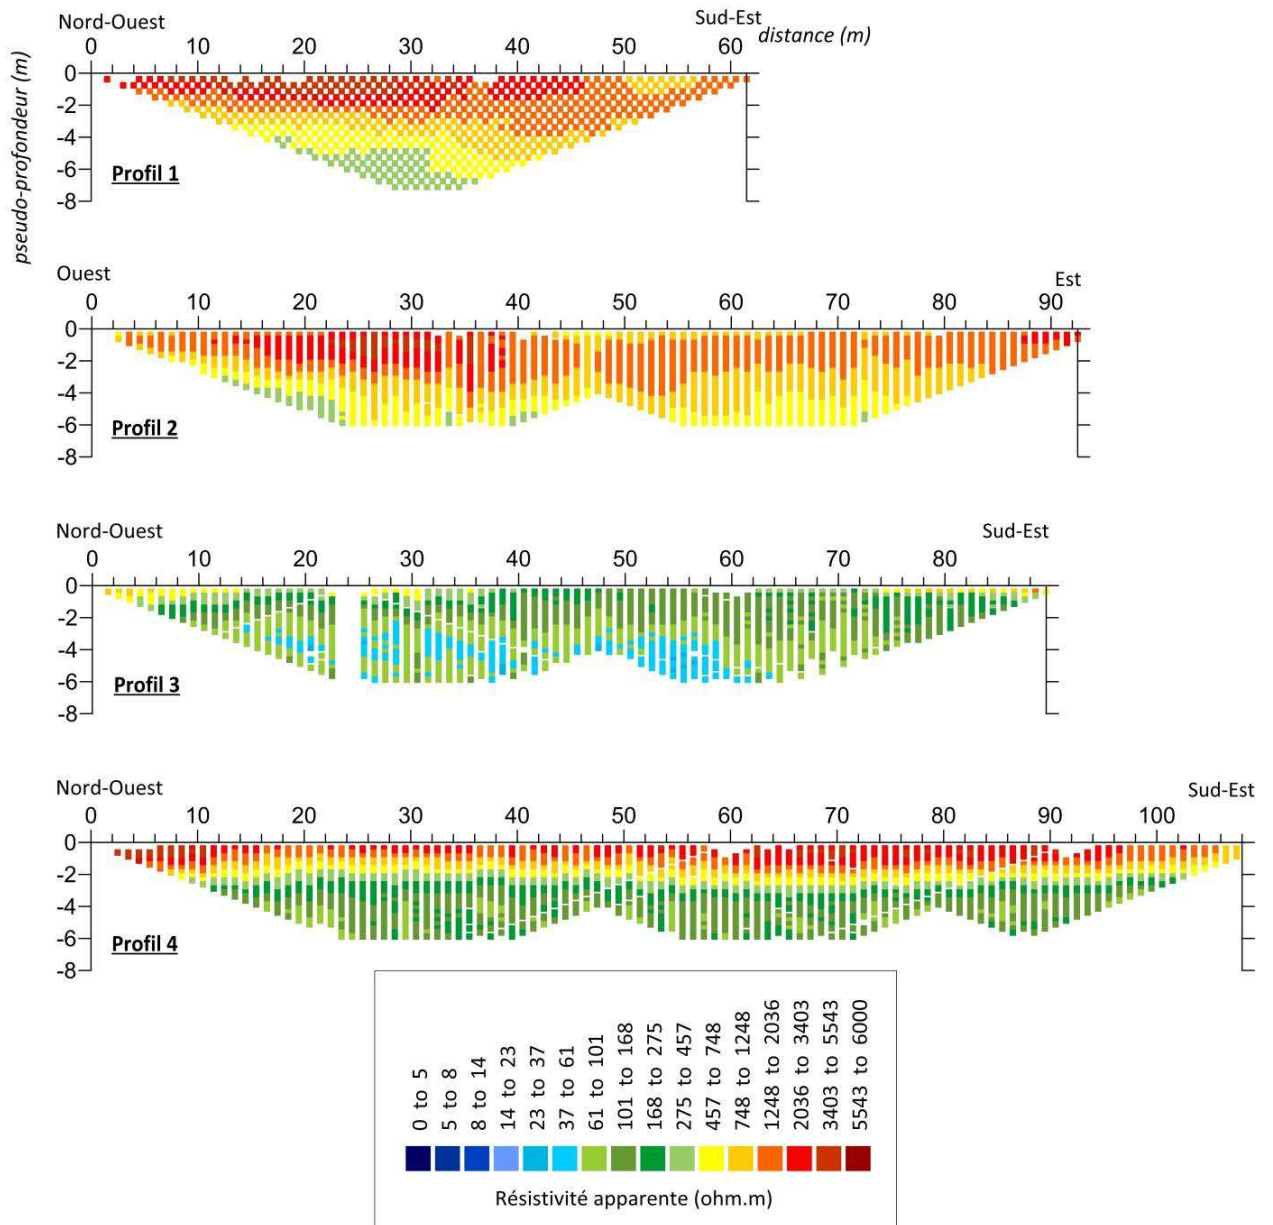 Nord-Ouest
Sud-Est
distance (m)
0 10 20 30 40 50 60
pseudo-profondeur (m)
0
-2
-4
-6
-8
Profil 1
Ouest
Est
0 10 20 30 40 50 60 70 80 90
0
-2
-4
-6
-8
Profil 2
Nord-Ouest
Sud-Est
0 10 20 30 40 50 60 70 80
0
-2
-4
-6
-8
Profil 3
Nord-Ouest
Sud-Est
0 10 20 30 40 50 60 70 80 90 100
0
-2
-4
-6
-8
Profil 4
0 to 5
5 to 8
8 to 14
14 to 23
23 to 37
37 to 61
61 to 101
101 to 168
168 to 275
275 to 457
457 to 748
748 to 1248
1248 to 2036
2036 to 3403
3403 to 5543
5543 to 6000
Résistivité apparente (ohm.m)